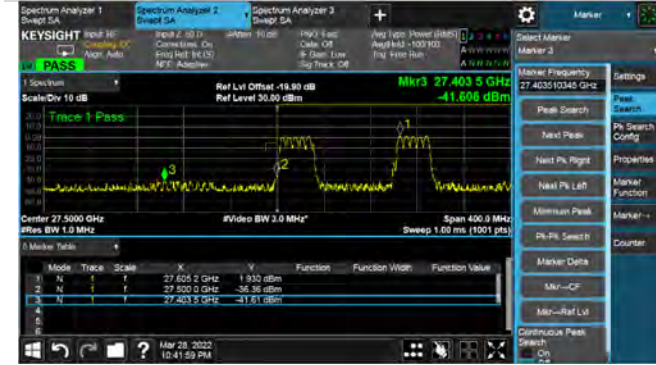 Spectrum Analyzer 1
Swept SA
Spectrum Analyzer 2
Swept SA
Spectrum Analyzer 3
Swept SA
+
Marker
KEYSIGHT
Input: RF
Coupling: DC
Align: Auto
Input Z: 50 Ω
Corrections: On
Freq Ref: Int (S)
NFE: Adaptive
#Atten: 10 dB
PNO: Fast
Gate: Off
IF Gain: Low
Sig Track: Off
Avg Type: Power (RMS)
Avg|Hold: >100/100
Trig: Free Run
PASS
Select Marker
Marker 3
Marker Frequency
27.403510345 GHz
Settings
Peak Search
Peak Search
Next Peak
Pk Search Config
Next Pk Right
Properties
Next Pk Left
Marker Function
Minimum Peak
Marker→
Pk-Pk Search
Counter
Marker Delta
Mkr→CF
Mkr→Ref Lvl
Continuous Peak Search
On
Off
1 Spectrum
Scale/Div 10 dB
Ref Lvl Offset -19.90 dB
Ref Level 30.00 dBm
Mkr3 27.403 5 GHz
-41.606 dBm
Trace 1 Pass
1
2
3
Center 27.5000 GHz
#Res BW 1.0 MHz
#Video BW 3.0 MHz*
Span 400.0 MHz
Sweep 1.00 ms (1001 pts)
Marker Table
Mode Trace Scale X Y Function Function Width Function Value
1 N 1 f 27.605 2 GHz 1.930 dBm
2 N 1 f 27.500 0 GHz -36.36 dBm
3 N 1 f 27.403 5 GHz -41.61 dBm
4
5
6
?
Mar 28, 2022
10:41:59 PM